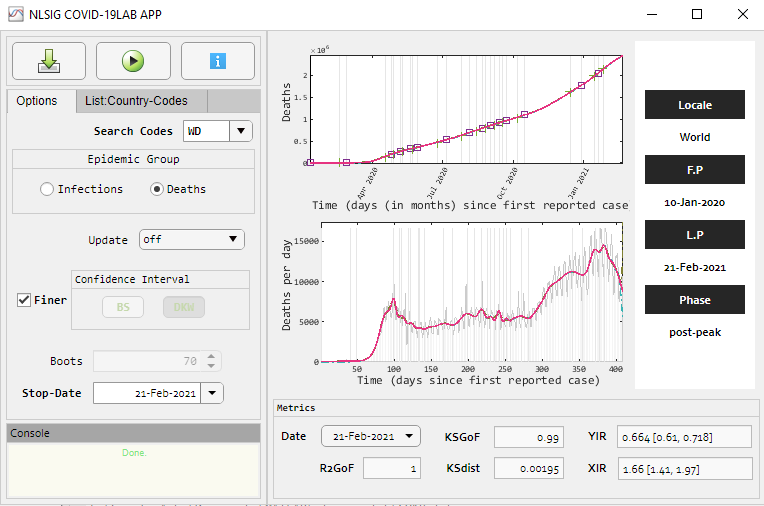 NLSIG COVID-19LAB APP
Options
List:Country-Codes
Search Codes
WD
Epidemic Group
Infections
Deaths
Update
off
Finer
Confidence Interval
BS
DKW
Boots
70
Stop-Date
21-Feb-2021
Console
Done.
×10⁶
Deaths
2
1.5
1
0.5
0
Apr 2020
Jul 2020
Oct 2020
Jan 2021
Time (days (in months) since first reported case
Deaths per day
15000
10000
5000
0
50
100
150
200
250
300
350
400
Time (days since first reported case)
Locale
World
F.P
10-Jan-2020
L.P
21-Feb-2021
Phase
post-peak
Metrics
Date
21-Feb-2021
KSGoF
0.99
YIR
0.664 [0.61, 0.718]
R2GoF
1
KSdist
0.00195
XIR
1.66 [1.41, 1.97]